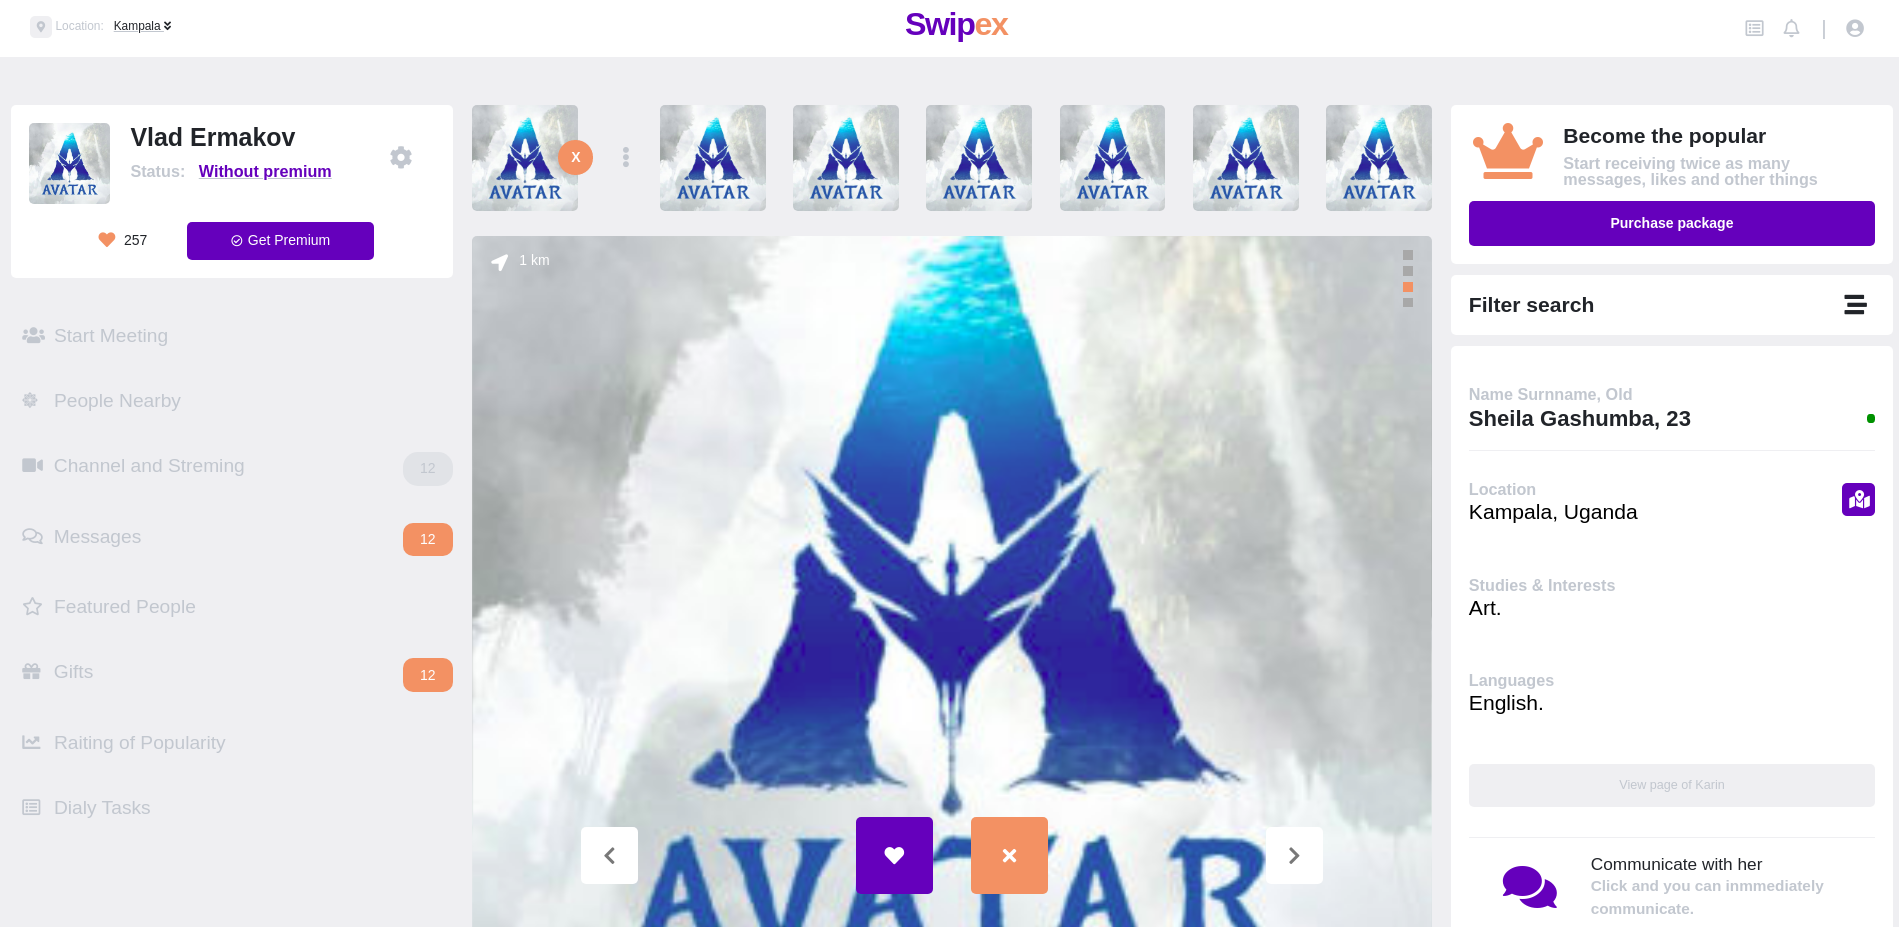 Location: Kampala
Swipex
Vlad Ermakov
Status: Without premium
257
Get Premium
Start Meeting
People Nearby
Channel and Streming
12
Messages
12
Featured People
Gifts
12
Raiting of Popularity
Dialy Tasks
AVATAR
X
AVATAR
AVATAR
AVATAR
AVATAR
AVATAR
AVATAR
AVATAR
1 km
AVATAR
Become the popular
Start receiving twice as many
messages, likes and other things
Purchase package
Filter search
Name Surnname, Old
Sheila Gashumba, 23
Location
Kampala, Uganda
Studies & Interests
Art.
Languages
English.
View page of Karin
Communicate with her
Click and you can inmmediately
communicate.